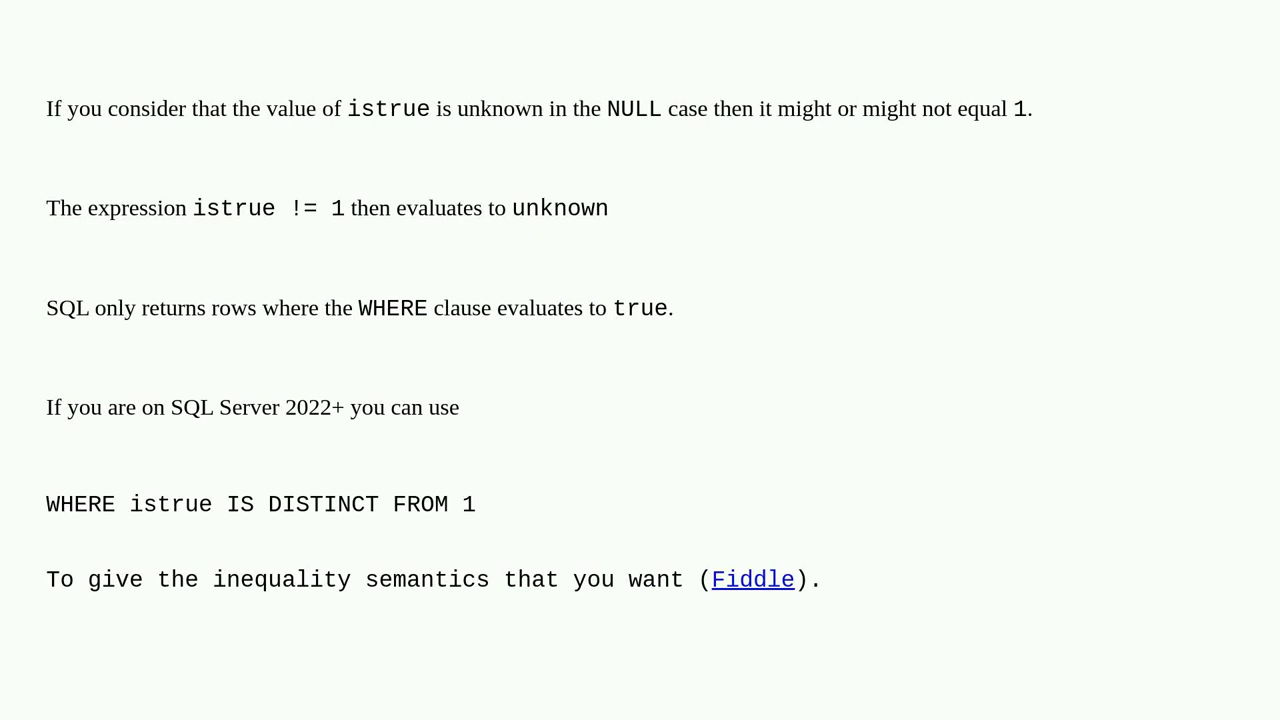 If you consider that the value of istrue is unknown in the NULL case then it might or might not equal 1.
The expression istrue != 1 then evaluates to unknown
SQL only returns rows where the WHERE clause evaluates to true.
If you are on SQL Server 2022+ you can use
WHERE istrue IS DISTINCT FROM 1
To give the inequality semantics that you want (Fiddle).